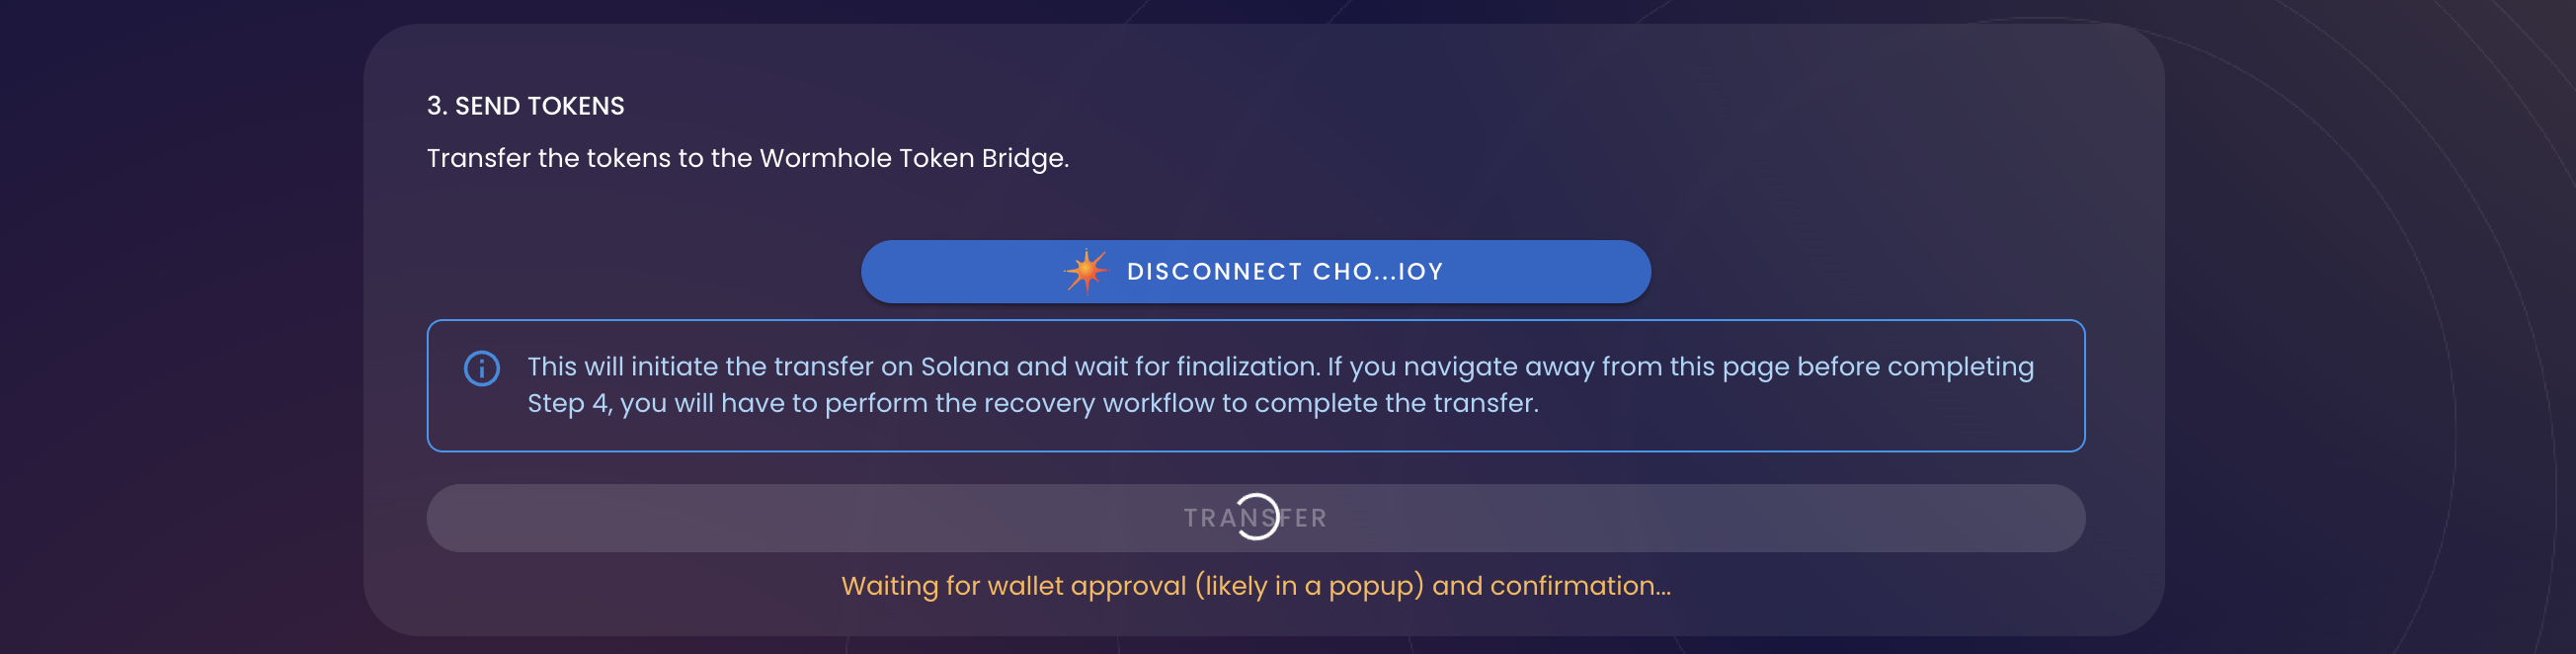 3. SEND TOKENS
Transfer the tokens to the Wormhole Token Bridge.
DISCONNECT CHO...IOY
This will initiate the transfer on Solana and wait for finalization. If you navigate away from this page before completing
Step 4, you will have to perform the recovery workflow to complete the transfer.
TRANSFER
Waiting for wallet approval (likely in a popup) and confirmation...